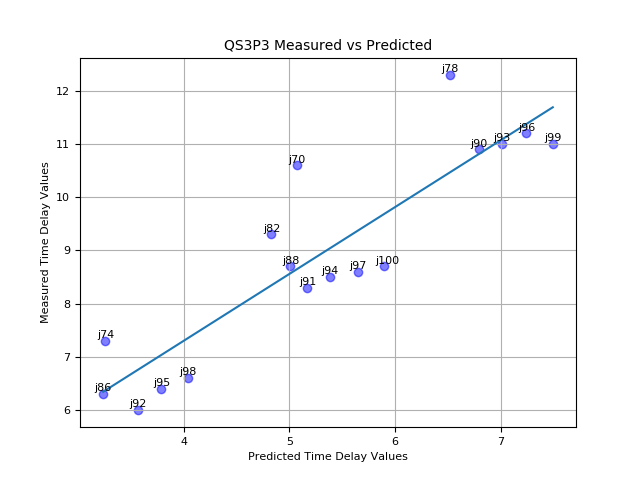 QS3P3 Measured vs Predicted
Measured Time Delay Values
12
11
10
9
8
7
6
j78
j96
j93
j99
j90
j70
j82
j88
j100
j97
j94
j91
j74
j98
j95
j86
j92
4
5
6
7
Predicted Time Delay Values